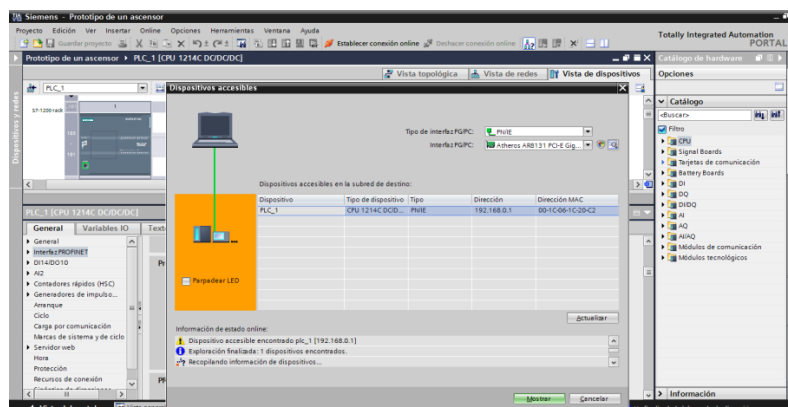 Siemens - Prototipo de un ascensor
Proyecto Edición Ver Insertar Online Opciones Herramientas Ventana Ayuda
Guardar proyecto
Establecer conexión online
Deshacer conexión online
Totally Integrated Automation
PORTAL
Prototipo de un ascensor ▸ PLC_1 [CPU 1214C DC/DC/DC]
Catálogo de hardware
Vista topológica
Vista de redes
Vista de dispositivos
Opciones
PLC_1
Dispositivos y redes
S7-1200 rack
Dispositivos accesibles
Tipo de interfaz PG/PC:
PN/IE
Interfaz PG/PC:
Atheros AR8131 PCI-E Gig...
Dispositivos accesibles en la subred de destino:
Dispositivo Tipo de dispositivo Tipo Dirección Dirección MAC
PLC_1 CPU 1214C DC/D... PN/IE 192.168.0.1 00-1C-06-1C-20-C2
Parpadear LED
Actualizar
Información de estado online:
Dispositivo accesible encontrado plc_1 [192.168.0.1]
Exploración finalizada: 1 dispositivos encontrados.
Recopilando información de dispositivos...
Mostrar
Cancelar
PLC_1 [CPU 1214C DC/DC/DC]
General
Variables IO
General
Interfaz PROFINET
DI14/DO10
AI2
Contadores rápidos (HSC)
Generadores de impulso...
Arranque
Ciclo
Carga por comunicación
Marcas de sistema y de ciclo
Servidor web
Hora
Protección
Recursos de conexión
Catálogo
<Buscar>
Filtro
CPU
Signal Boards
Tarjetas de comunicación
Battery Boards
DI
DQ
DI/DQ
AI
AQ
AI/AQ
Módulos de comunicación
Módulos tecnológicos
Información